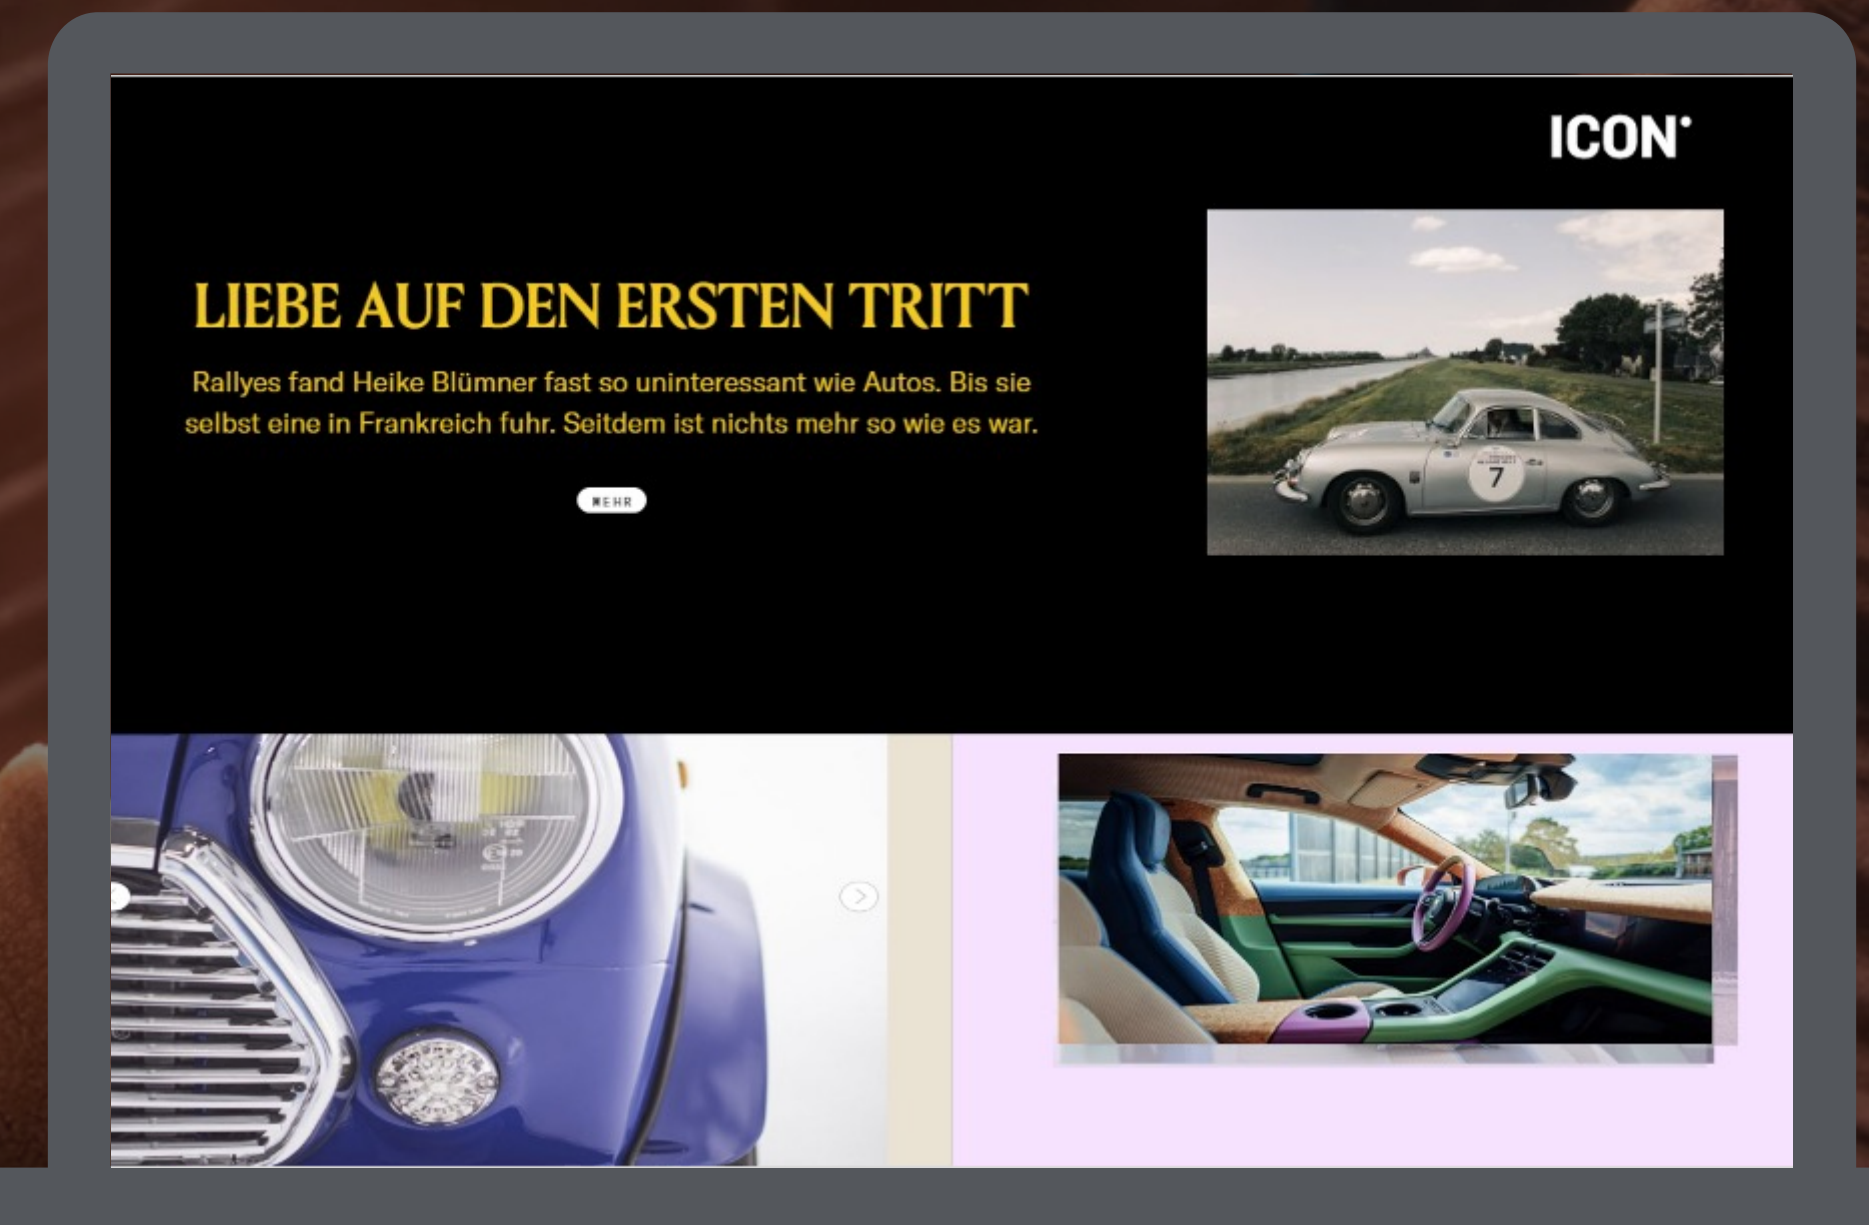 ICON
LIEBE AUF DEN ERSTEN TRITT
Rallyes fand Heike Blümner fast so uninteressant wie Autos. Bis sie
selbst eine in Frankreich fuhr. Seitdem ist nichts mehr so wie es war.
MEHR
7